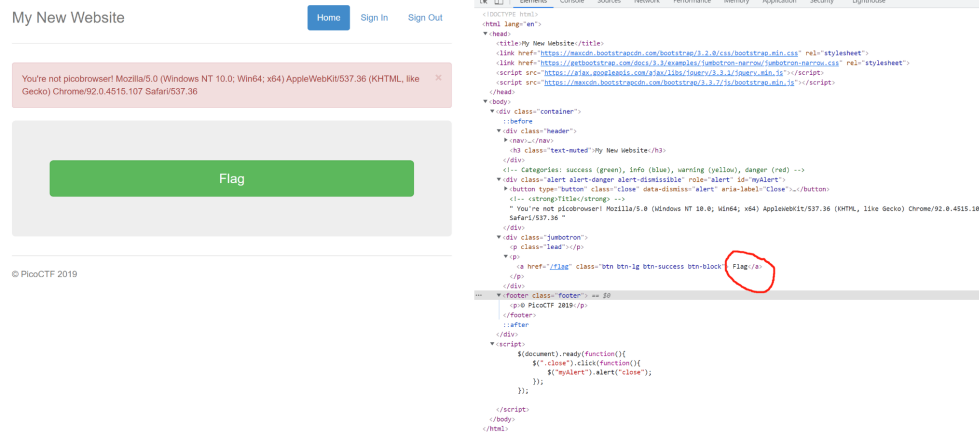 My New Website
Home Sign In Sign Out
You're not picobrowser! Mozilla/5.0 (Windows NT 10.0; Win64; x64) AppleWebKit/537.36 (KHTML, like
Gecko) Chrome/92.0.4515.107 Safari/537.36
×
Flag
© PicoCTF 2019
Elements Console Sources Network Performance Memory Application Security Lighthouse
<!DOCTYPE html>
<html lang="en">
▼<head>
<title>My New Website</title>
<link href="https://maxcdn.bootstrapcdn.com/bootstrap/3.2.0/css/bootstrap.min.css" rel="stylesheet">
<link href="https://getbootstrap.com/docs/3.3/examples/jumbotron-narrow/jumbotron-narrow.css" rel="stylesheet">
<script src="https://ajax.googleapis.com/ajax/libs/jquery/3.3.1/jquery.min.js"></script>
<script src="https://maxcdn.bootstrapcdn.com/bootstrap/3.3.7/js/bootstrap.min.js"></script>
</head>
▼<body>
▼<div class="container">
::before
▼<div class="header">
▶<nav>…</nav>
<h3 class="text-muted">My New Website</h3>
</div>
<!-- Categories: success (green), info (blue), warning (yellow), danger (red) -->
▼<div class="alert alert-danger alert-dismissible" role="alert" id="myAlert">
▶<button type="button" class="close" data-dismiss="alert" aria-label="Close">…</button>
<!-- <strong>Title</strong> -->
" You're not picobrowser! Mozilla/5.0 (Windows NT 10.0; Win64; x64) AppleWebKit/537.36 (KHTML, like Gecko) Chrome/92.0.4515.10
Safari/537.36 "
</div>
▼<div class="jumbotron">
<p class="lead"></p>
▼<p>
<a href="/flag" class="btn btn-lg btn-success btn-block"> Flag</a>
</p>
</div>
… ▼<footer class="footer"> == $0
<p>© PicoCTF 2019</p>
</footer>
::after
</div>
▼<script>
$(document).ready(function(){
$(".close").click(function(){
$("myAlert").alert("close");
});
});
</script>
</body>
</html>